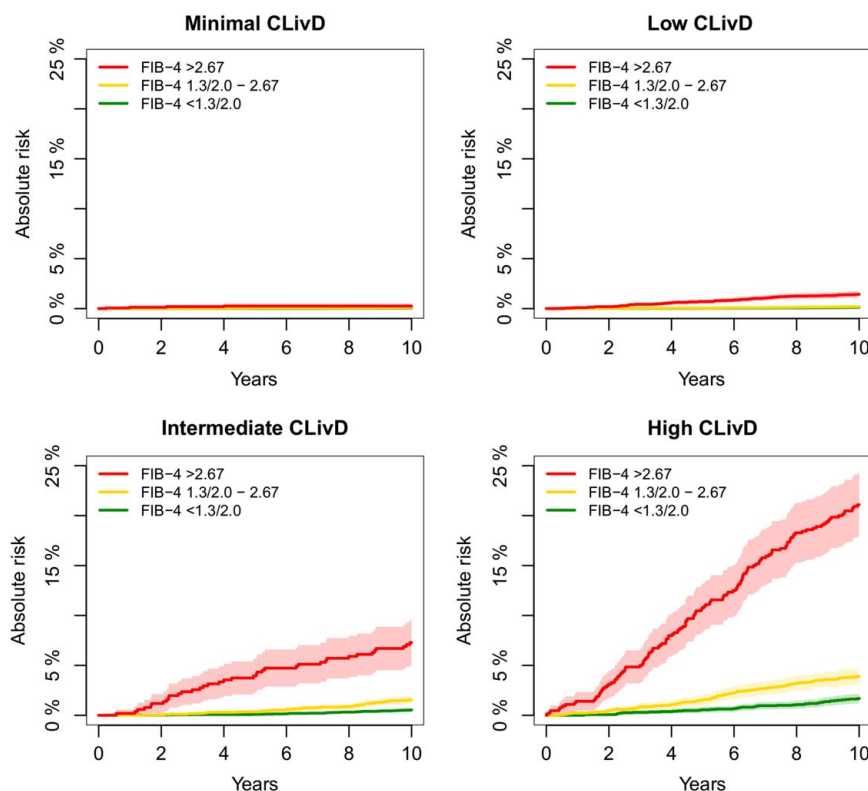 Minimal CLivD
25 %
15 %
5 %
0 %
Absolute risk
FIB−4 >2.67
FIB−4 1.3/2.0 − 2.67
FIB−4 <1.3/2.0
0 2 4 6 8 10
Years
Low CLivD
25 %
15 %
5 %
0 %
Absolute risk
FIB−4 >2.67
FIB−4 1.3/2.0 − 2.67
FIB−4 <1.3/2.0
0 2 4 6 8 10
Years
Intermediate CLivD
25 %
15 %
5 %
0 %
Absolute risk
FIB−4 >2.67
FIB−4 1.3/2.0 − 2.67
FIB−4 <1.3/2.0
0 2 4 6 8 10
Years
High CLivD
25 %
15 %
5 %
0 %
Absolute risk
FIB−4 >2.67
FIB−4 1.3/2.0 − 2.67
FIB−4 <1.3/2.0
0 2 4 6 8 10
Years